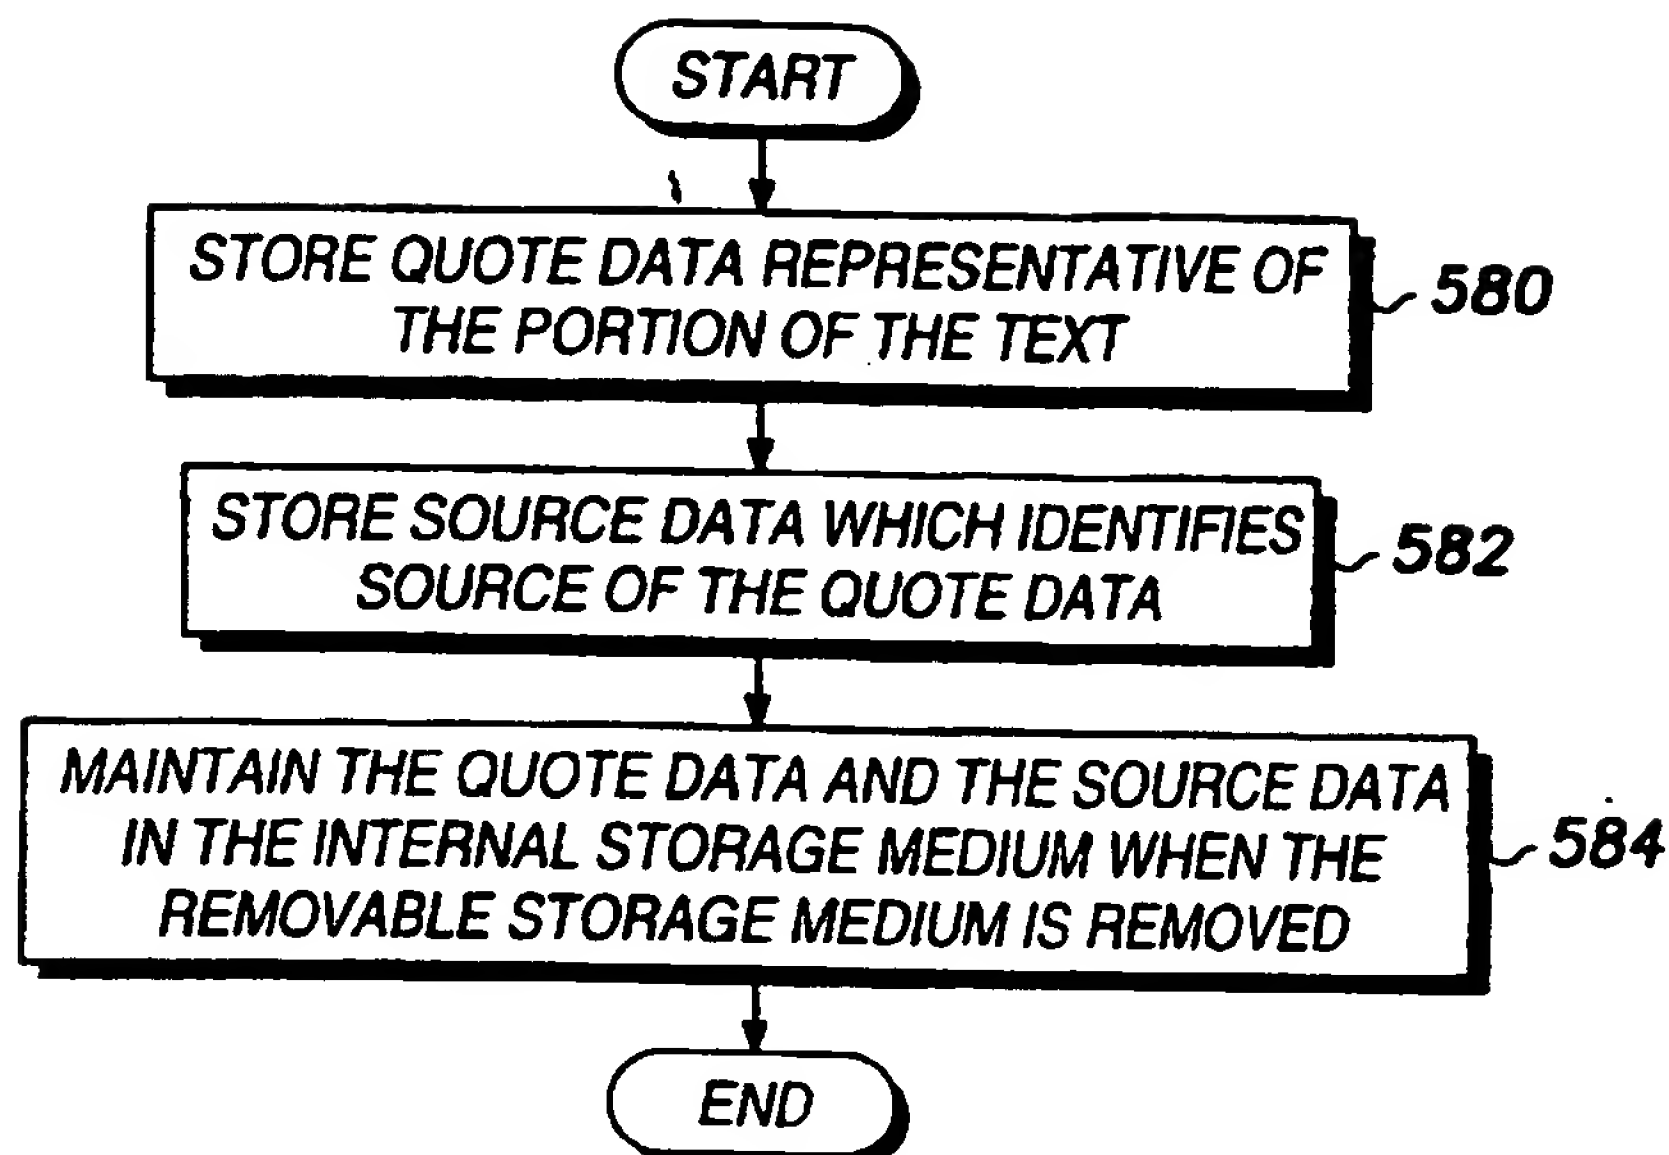 START
STORE QUOTE DATA REPRESENTATIVE OF
THE PORTION OF THE TEXT
580
STORE SOURCE DATA WHICH IDENTIFIES
SOURCE OF THE QUOTE DATA
582
MAINTAIN THE QUOTE DATA AND THE SOURCE DATA
IN THE INTERNAL STORAGE MEDIUM WHEN THE
REMOVABLE STORAGE MEDIUM IS REMOVED
584
END